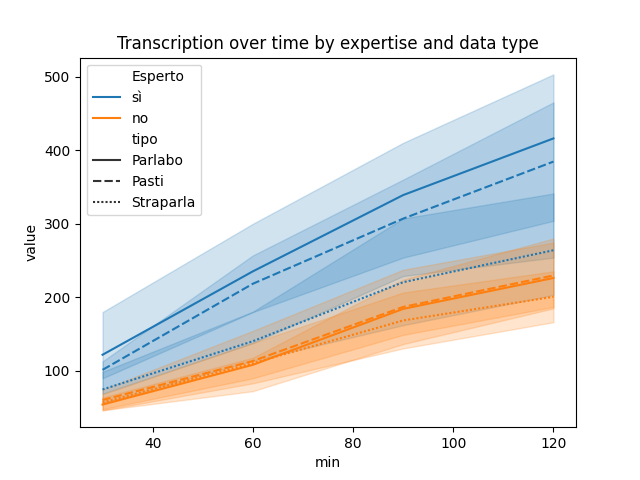 Transcription over time by expertise and data type
500
400
300
200
100
value
Esperto
sì
no
tipo
Parlabo
Pasti
Straparla
40
60
80
100
120
min